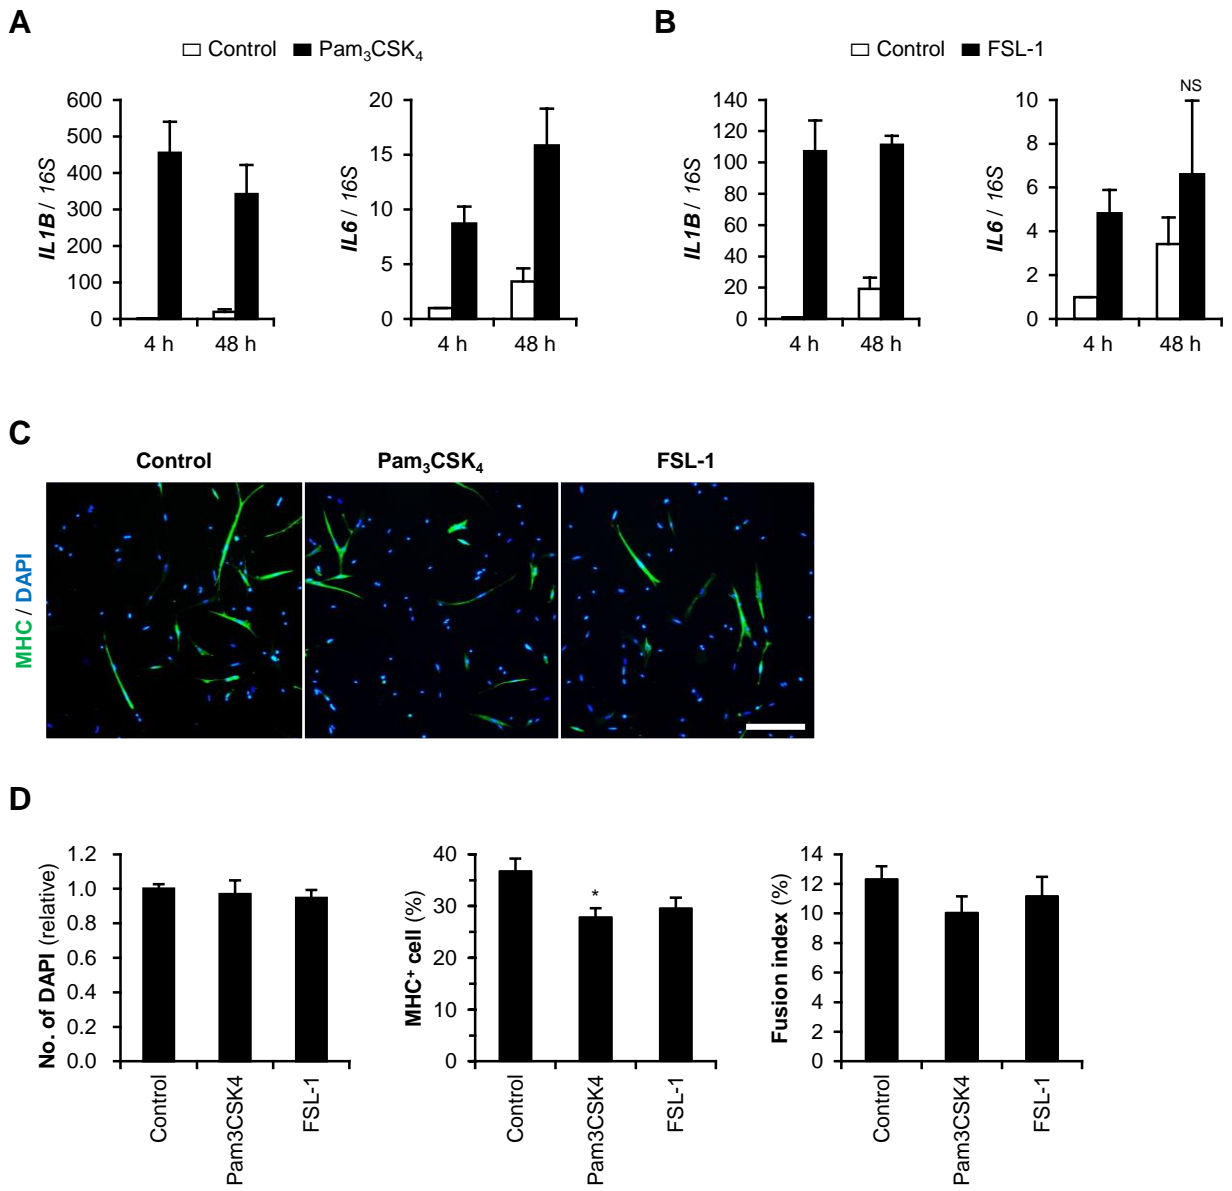 A
B
Control Pam₃CSK₄
Control FSL-1
600
500
400
300
200
100
0
IL1B / 16S
4 h 48 h
20
15
10
5
0
IL6 / 16S
4 h 48 h
140
120
100
80
60
40
20
0
IL1B / 16S
4 h 48 h
NS
10
8
6
4
2
0
IL6 / 16S
4 h 48 h
C
Control Pam₃CSK₄ FSL-1
MHC / DAPI
D
1.2
1.0
0.8
0.6
0.4
0.2
0.0
No. of DAPI (relative)
Control
Pam3CSK4
FSL-1
40
30
20
10
0
*
MHC⁺ cell (%)
Control
Pam3CSK4
FSL-1
14
12
10
8
6
4
2
0
Fusion index (%)
Control
Pam3CSK4
FSL-1